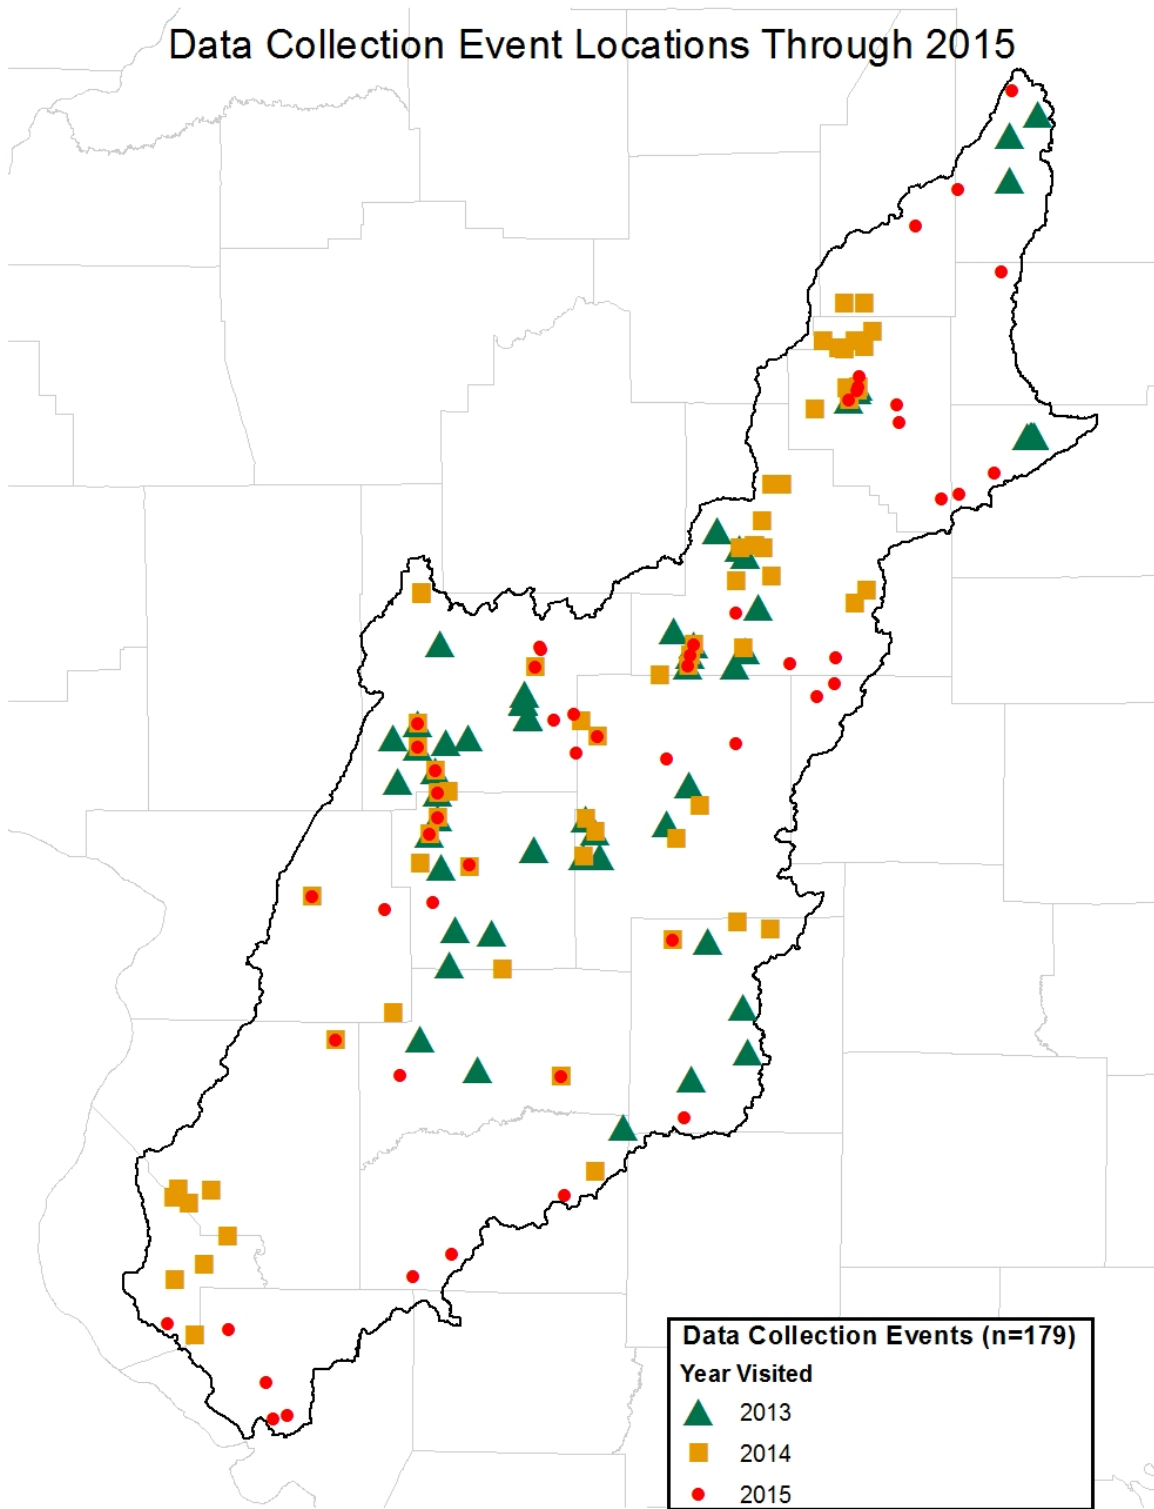 Data Collection Event Locations Through 2015
Data Collection Events (n=179)
Year Visited
2013
2014
2015